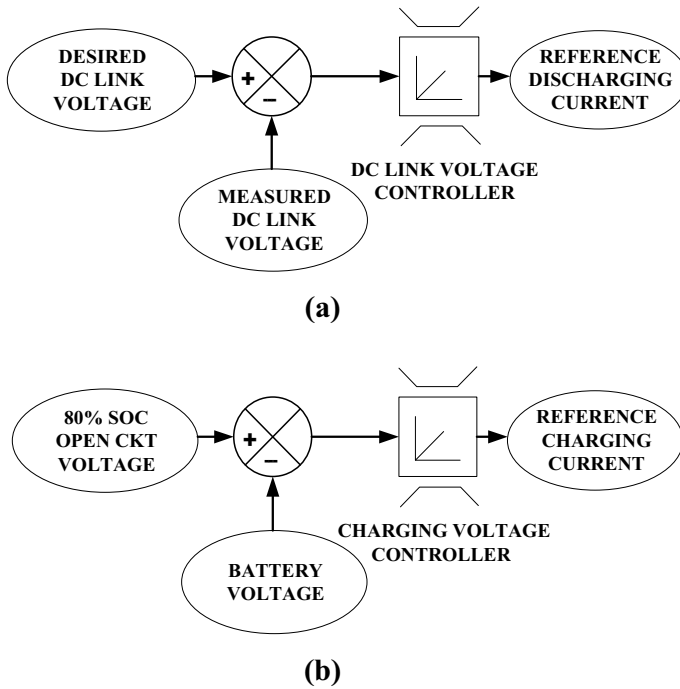 DESIRED
DC LINK
VOLTAGE
+
−
REFERENCE
DISCHARGING
CURRENT
DC LINK VOLTAGE
CONTROLLER
MEASURED
DC LINK
VOLTAGE
(a)
80% SOC
OPEN CKT
VOLTAGE
+
−
REFERENCE
CHARGING
CURRENT
CHARGING VOLTAGE
CONTROLLER
BATTERY
VOLTAGE
(b)